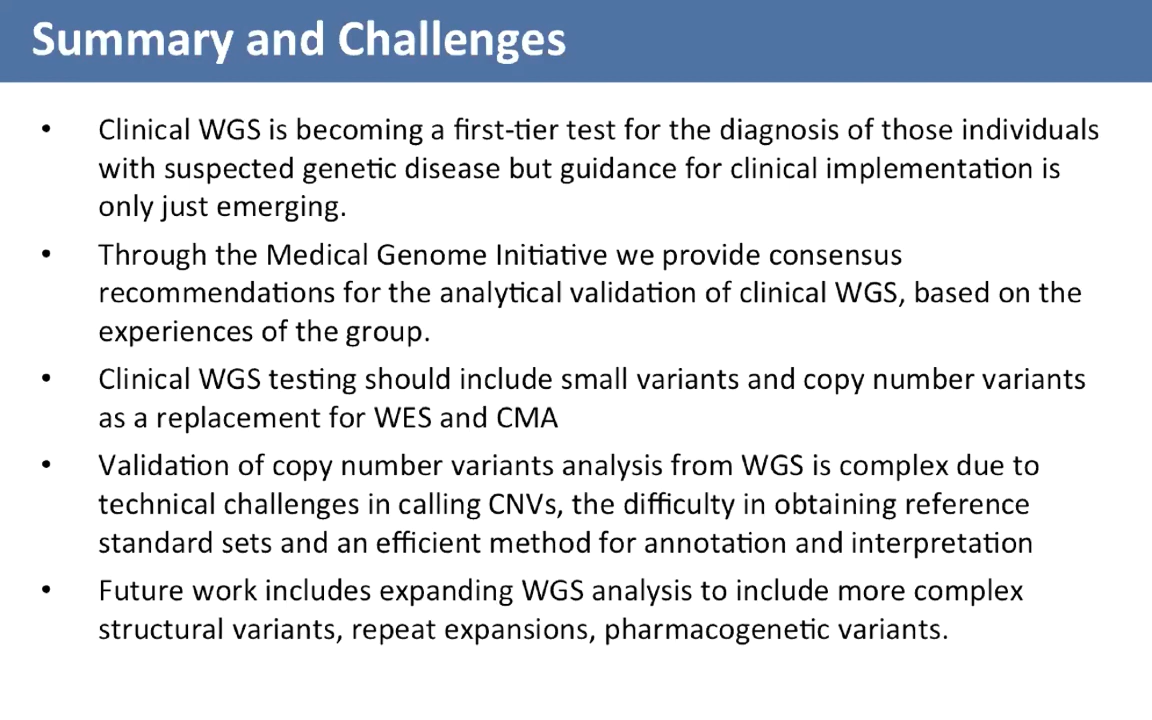 Summary and Challenges
• Clinical WGS is becoming a first-tier test for the diagnosis of those individuals
with suspected genetic disease but guidance for clinical implementation is
only just emerging.
• Through the Medical Genome Initiative we provide consensus
recommendations for the analytical validation of clinical WGS, based on the
experiences of the group.
• Clinical WGS testing should include small variants and copy number variants
as a replacement for WES and CMA
• Validation of copy number variants analysis from WGS is complex due to
technical challenges in calling CNVs, the difficulty in obtaining reference
standard sets and an efficient method for annotation and interpretation
• Future work includes expanding WGS analysis to include more complex
structural variants, repeat expansions, pharmacogenetic variants.